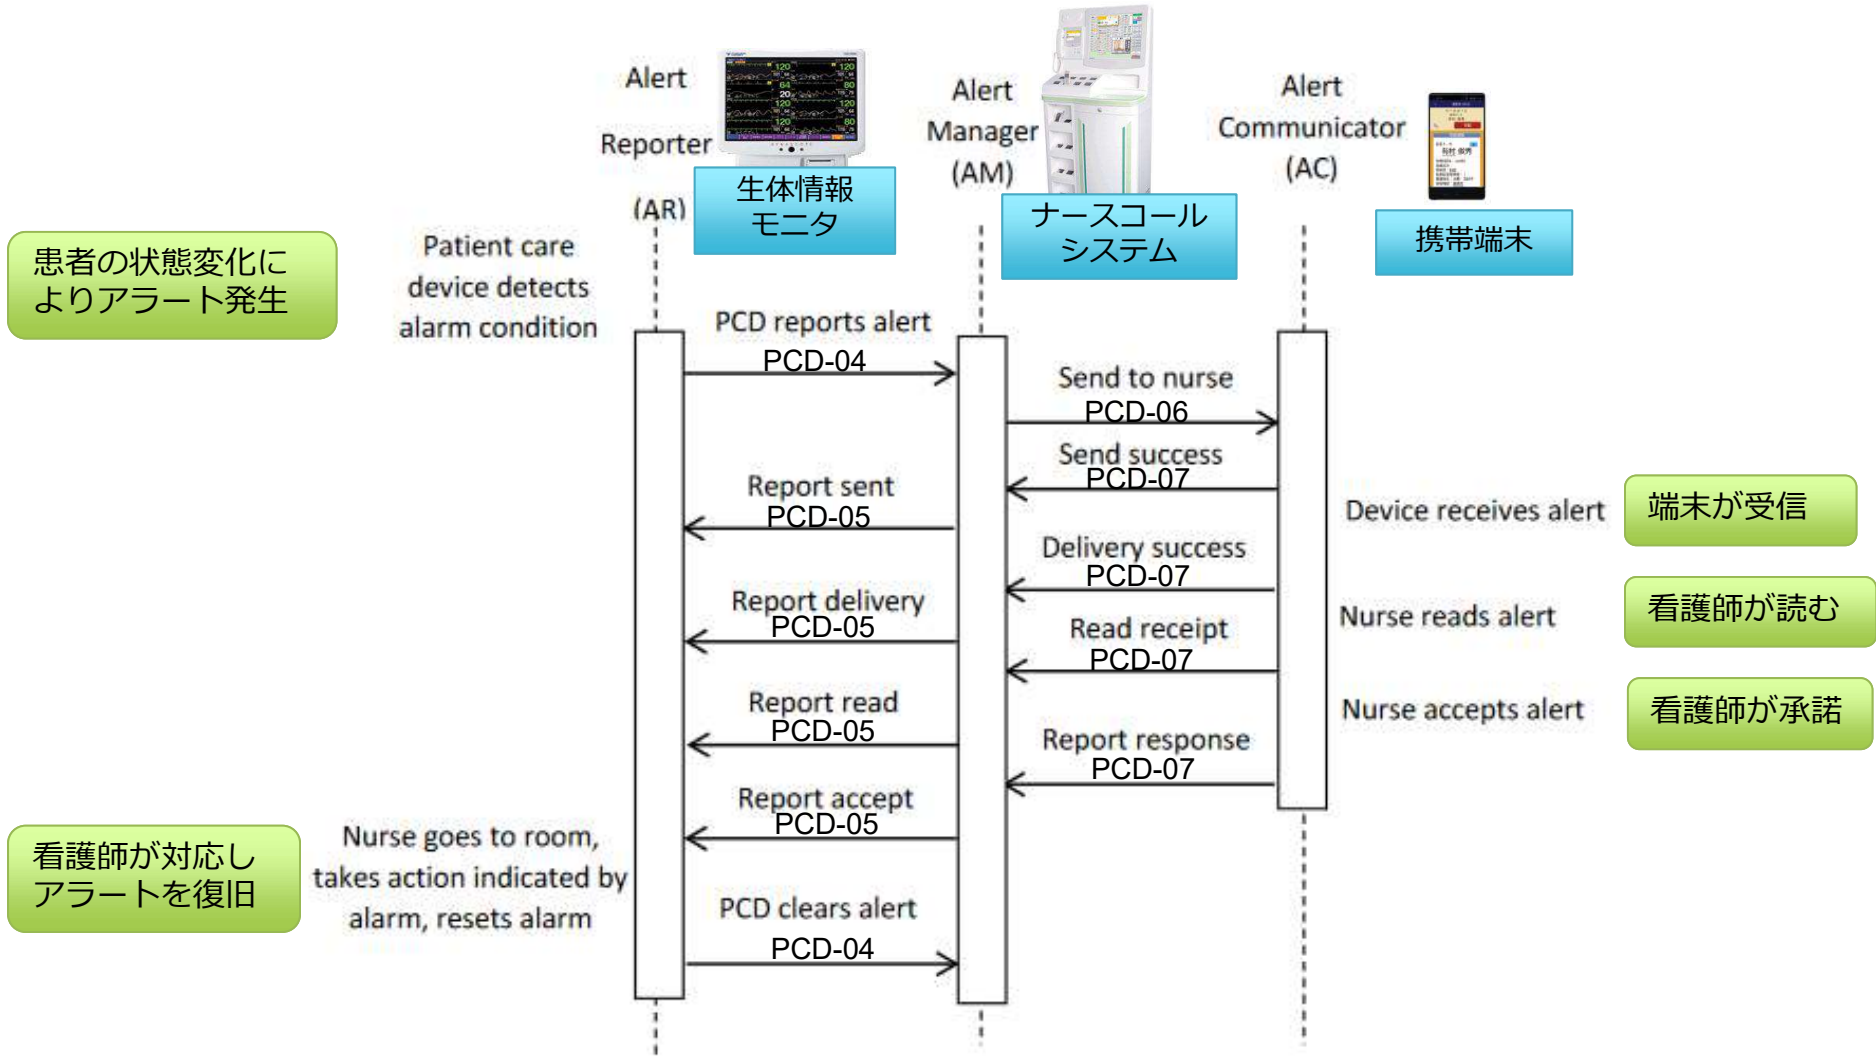 Alert
Reporter
(AR)
生体情報
モニタ
Alert
Manager
(AM)
ナースコール
システム
Alert
Communicator
(AC)
携帯端末
患者の状態変化に
よりアラート発生
Patient care
device detects
alarm condition
PCD reports alert
PCD-04
Send to nurse
PCD-06
Send success
PCD-07
Report sent
PCD-05
Device receives alert
端末が受信
Delivery success
PCD-07
Report delivery
PCD-05
Nurse reads alert
看護師が読む
Read receipt
PCD-07
Report read
PCD-05
Nurse accepts alert
看護師が承諾
Report response
PCD-07
Report accept
PCD-05
看護師が対応し
アラートを復旧
Nurse goes to room,
takes action indicated by
alarm, resets alarm
PCD clears alert
PCD-04